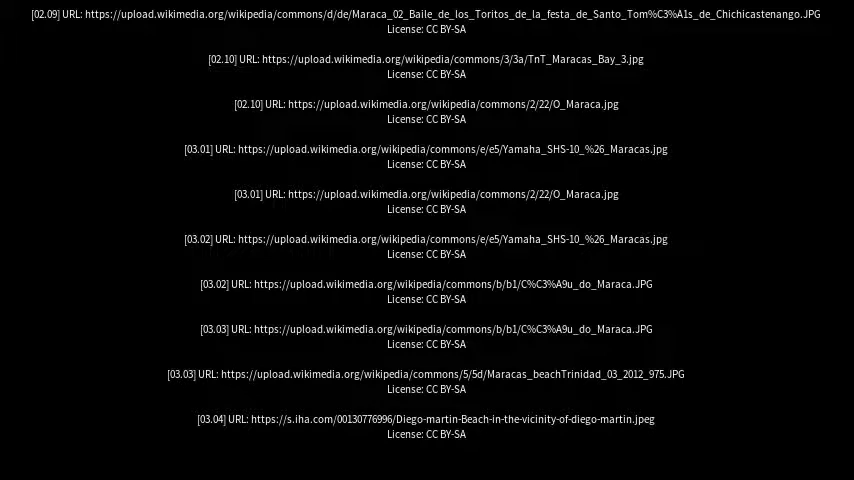 [02.09] URL: https://upload.wikimedia.org/wikipedia/commons/d/de/Maraca_02_Baile_de_los_Toritos_de_la_festa_de_Santo_Tom%C3%A1s_de_Chichicastenango.JPG
License: CC BY-SA
[02.10] URL: https://upload.wikimedia.org/wikipedia/commons/3/3a/TnT_Maracas_Bay_3.jpg
License: CC BY-SA
[02.10] URL: https://upload.wikimedia.org/wikipedia/commons/2/22/O_Maraca.jpg
License: CC BY-SA
[03.01] URL: https://upload.wikimedia.org/wikipedia/commons/e/e5/Yamaha_SHS-10_%26_Maracas.jpg
License: CC BY-SA
[03.01] URL: https://upload.wikimedia.org/wikipedia/commons/2/22/O_Maraca.jpg
License: CC BY-SA
[03.02] URL: https://upload.wikimedia.org/wikipedia/commons/e/e5/Yamaha_SHS-10_%26_Maracas.jpg
License: CC BY-SA
[03.02] URL: https://upload.wikimedia.org/wikipedia/commons/b/b1/C%C3%A9u_do_Maraca.JPG
License: CC BY-SA
[03.03] URL: https://upload.wikimedia.org/wikipedia/commons/b/b1/C%C3%A9u_do_Maraca.JPG
License: CC BY-SA
[03.03] URL: https://upload.wikimedia.org/wikipedia/commons/5/5d/Maracas_beachTrinidad_03_2012_975.JPG
License: CC BY-SA
[03.04] URL: https://s.iha.com/00130776996/Diego-martin-Beach-in-the-vicinity-of-diego-martin.jpeg
License: CC BY-SA